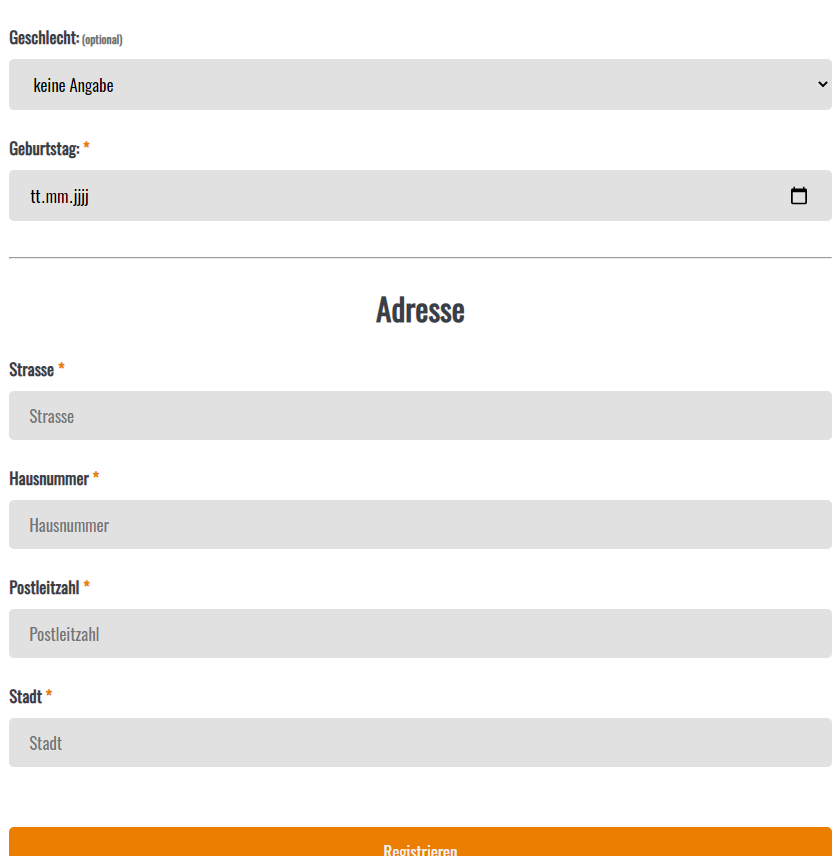 Geschlecht: (optional)
keine Angabe
Geburtstag: *
tt.mm.jjjj
Adresse
Strasse *
Strasse
Hausnummer *
Hausnummer
Postleitzahl *
Postleitzahl
Stadt *
Stadt
Registrieren